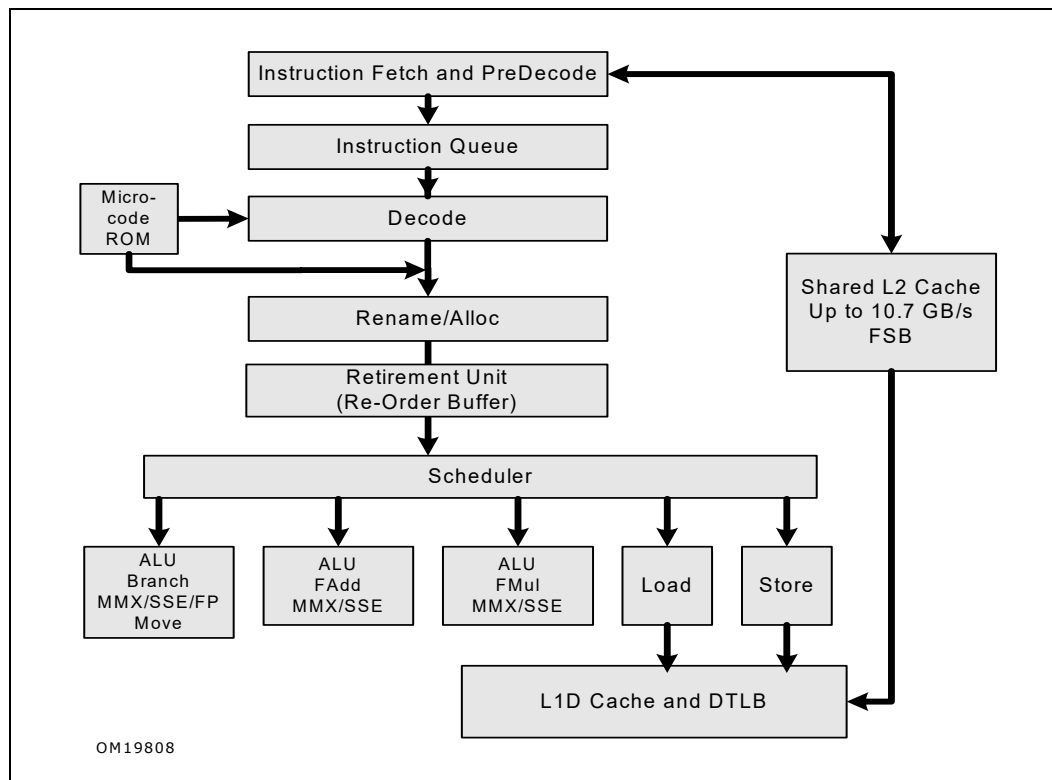 Instruction Fetch and PreDecode
Instruction Queue
Micro-
code
ROM
Decode
Shared L2 Cache
Up to 10.7 GB/s
FSB
Rename/Alloc
Retirement Unit
(Re-Order Buffer)
Scheduler
ALU
Branch
MMX/SSE/FP
Move
ALU
FAdd
MMX/SSE
ALU
FMul
MMX/SSE
Load
Store
L1D Cache and DTLB
OM19808